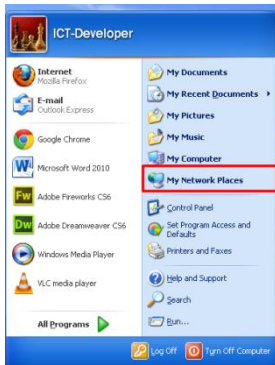 ICT-Developer
Internet
Mozilla Firefox
E-mail
Outlook Express
Google Chrome
Microsoft Word 2010
Adobe Fireworks CS6
Adobe Dreamweaver CS6
Windows Media Player
VLC media player
All Programs
My Documents
My Recent Documents
My Pictures
My Music
My Computer
My Network Places
Control Panel
Set Program Access and
Defaults
Printers and Faxes
Help and Support
Search
Run...
Log Off
Turn Off Computer